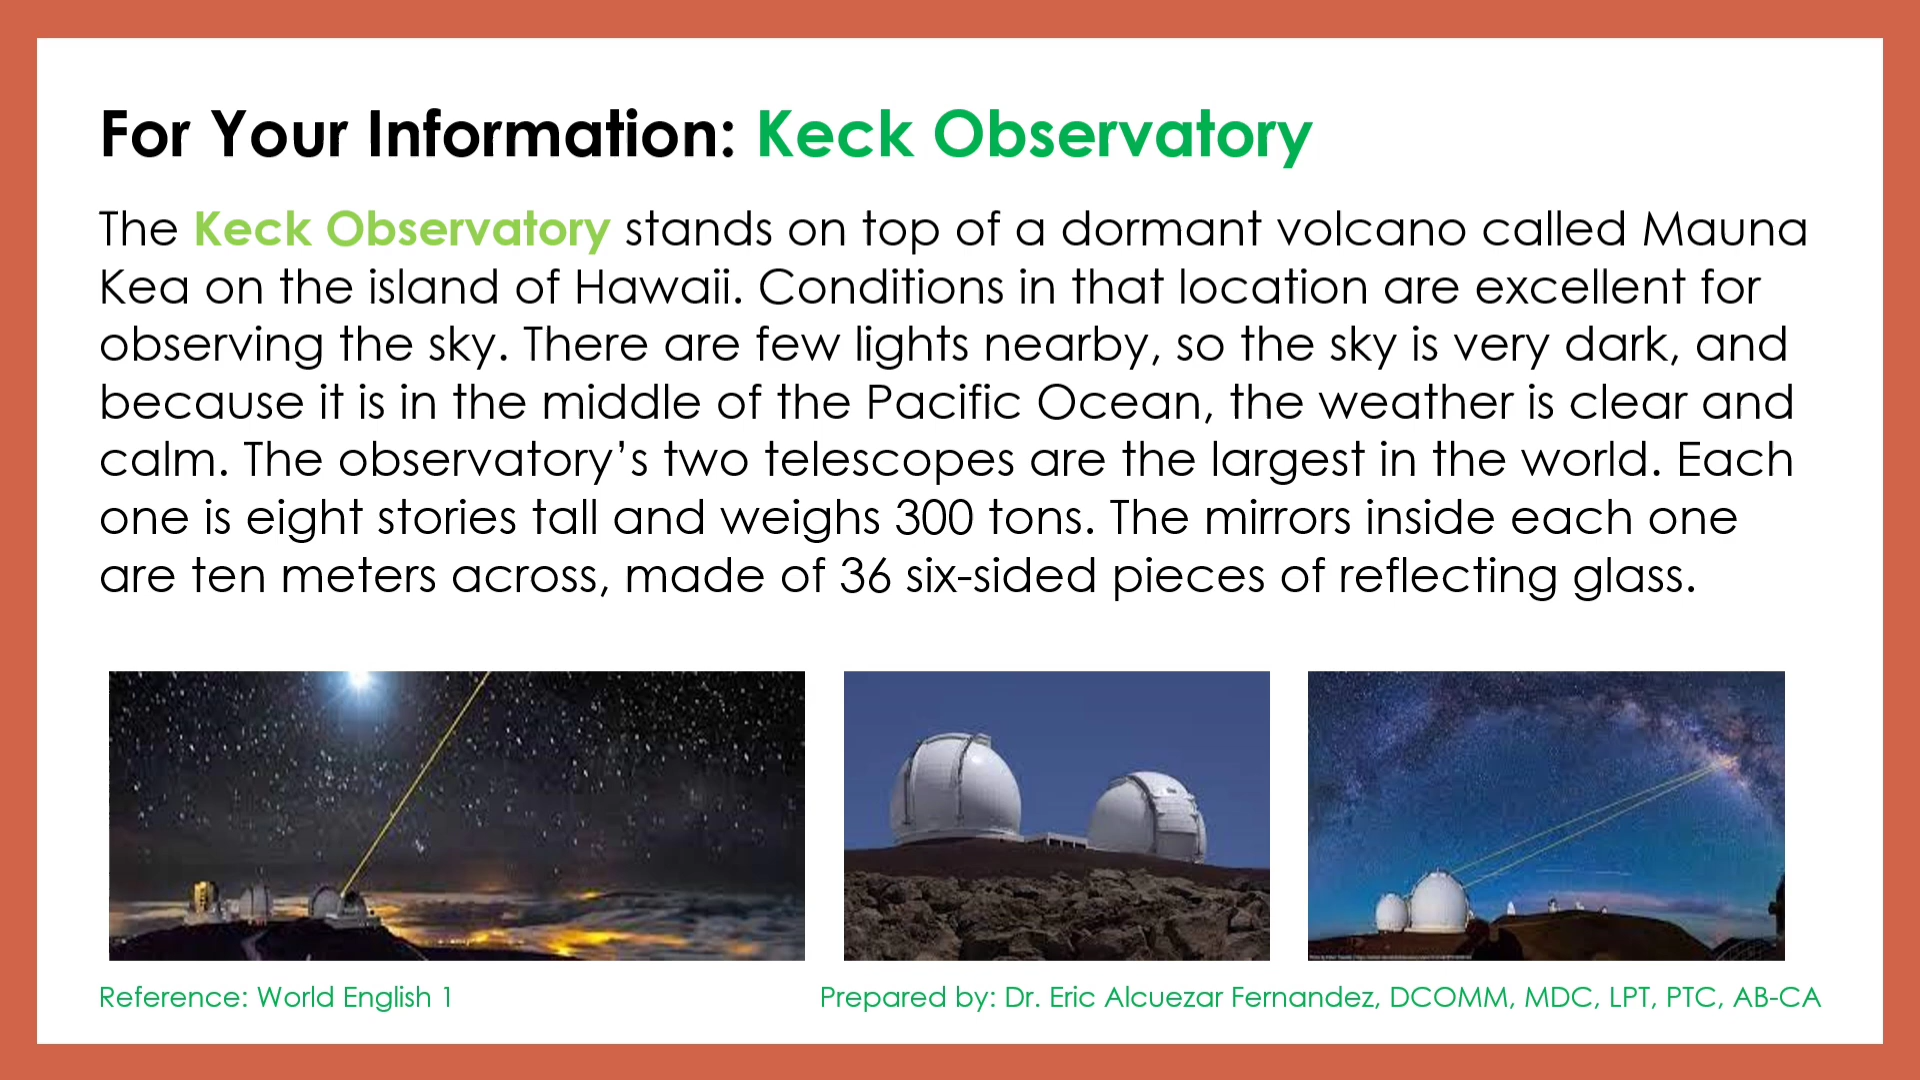 For Your Information: Keck Observatory
The Keck Observatory stands on top of a dormant volcano called Mauna
Kea on the island of Hawaii. Conditions in that location are excellent for
observing the sky. There are few lights nearby, so the sky is very dark, and
because it is in the middle of the Pacific Ocean, the weather is clear and
calm. The observatory’s two telescopes are the largest in the world. Each
one is eight stories tall and weighs 300 tons. The mirrors inside each one
are ten meters across, made of 36 six-sided pieces of reflecting glass.
Reference: World English 1
Prepared by: Dr. Eric Alcuezar Fernandez, DCOMM, MDC, LPT, PTC, AB-CA